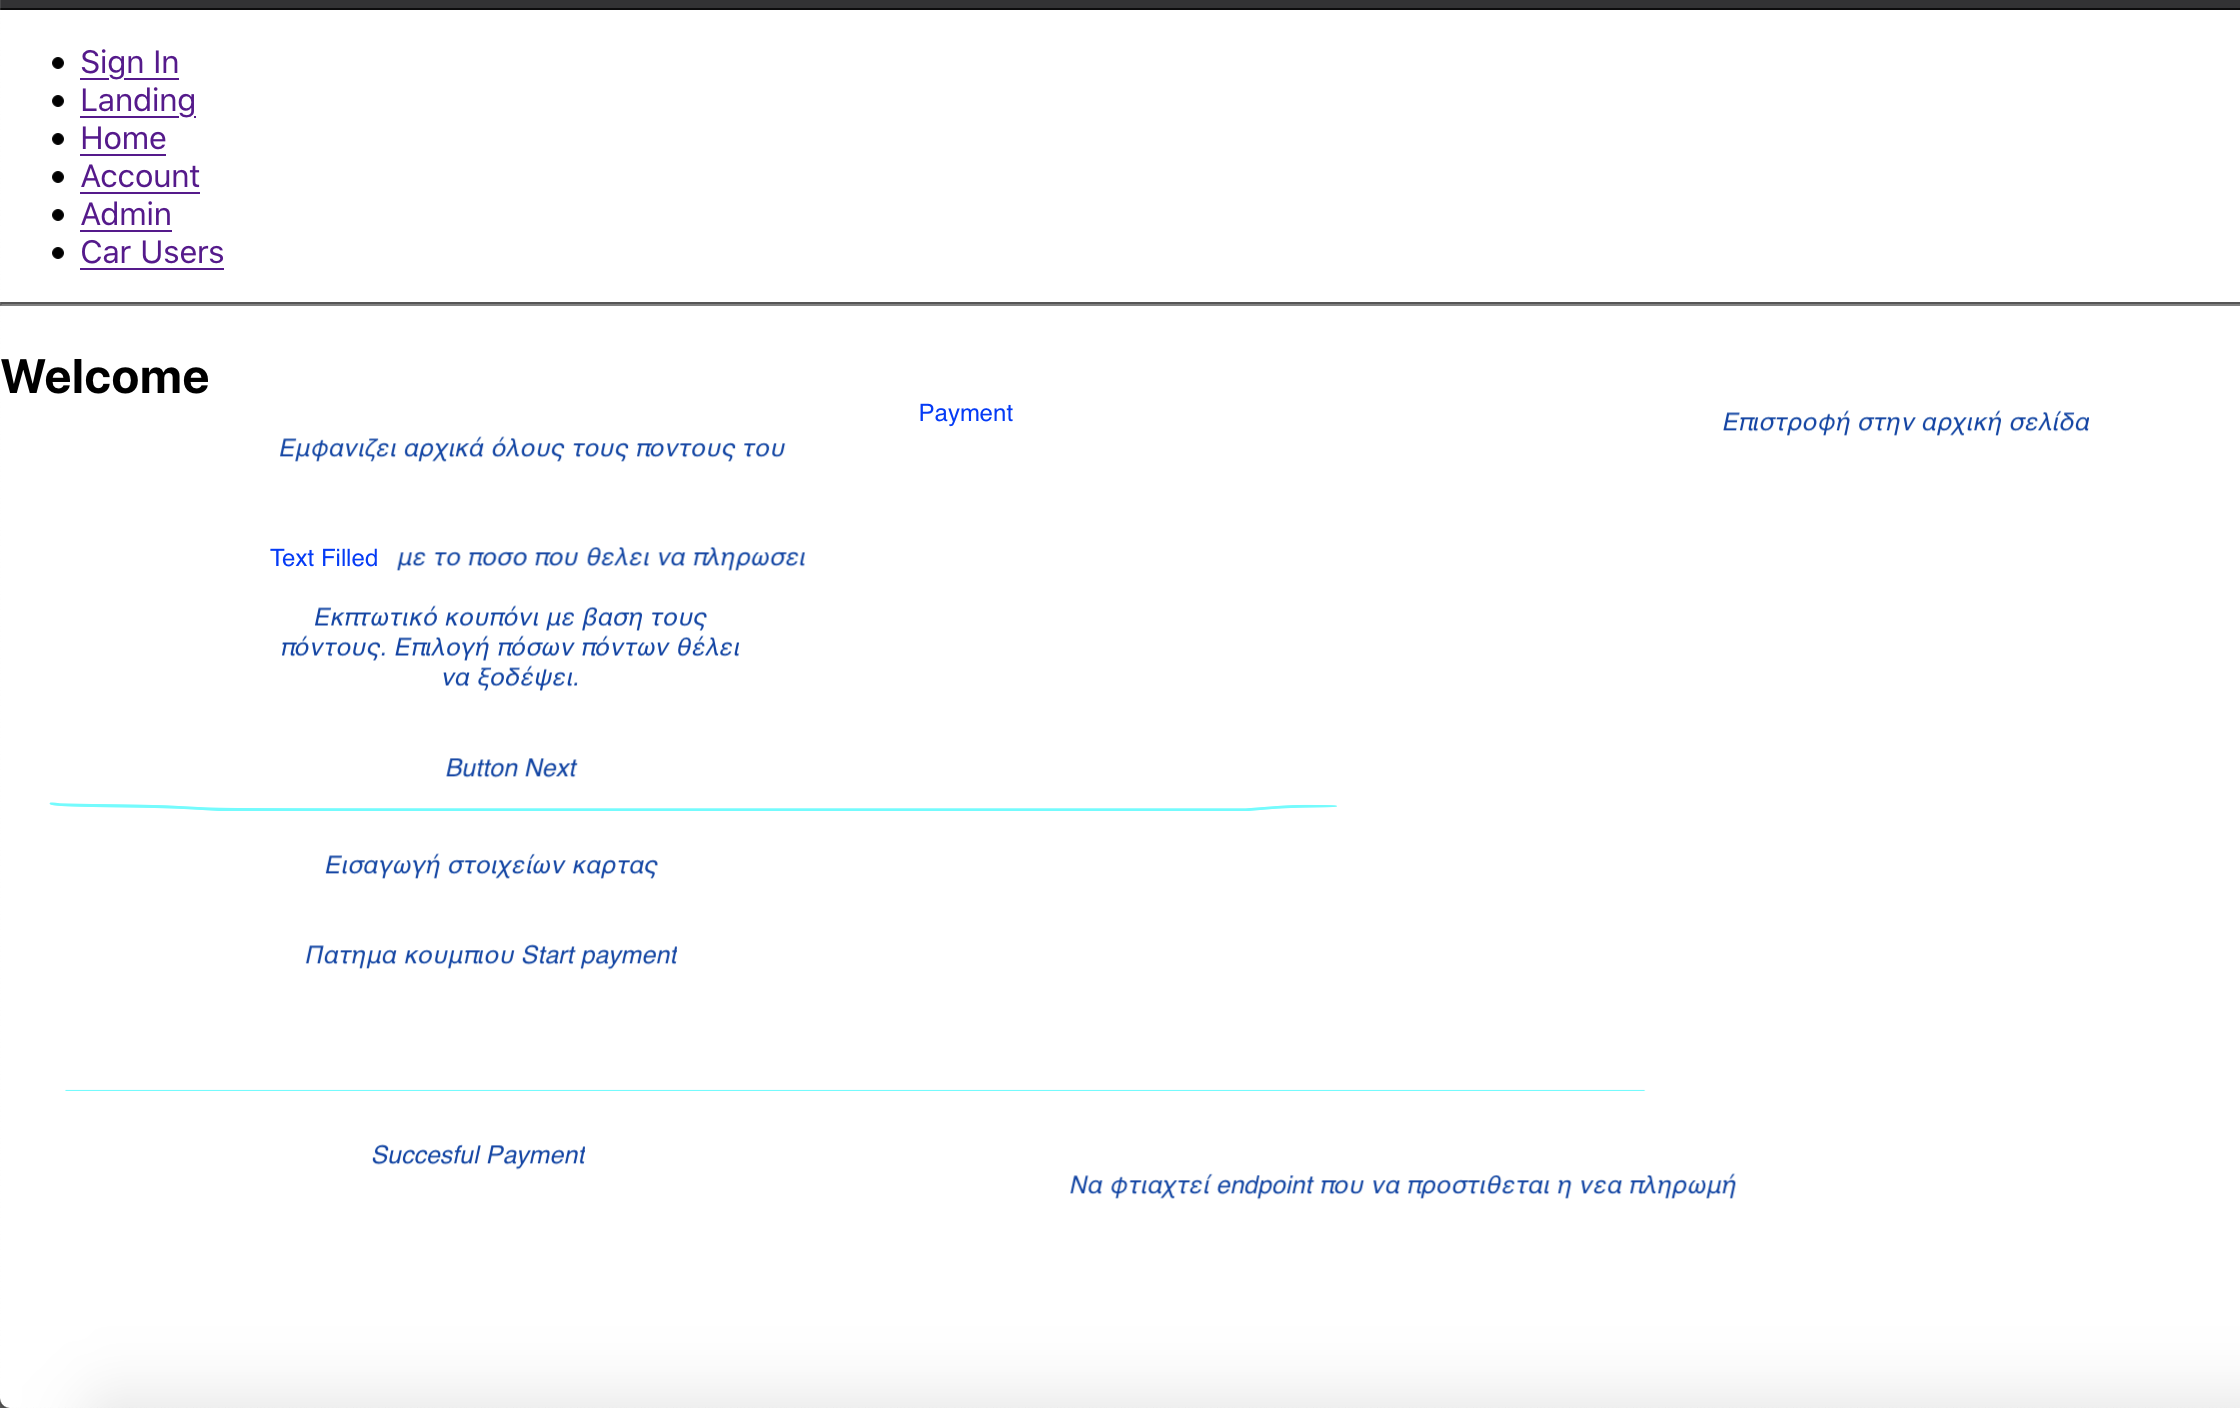 Sign In
Landing
Home
Account
Admin
Car Users
Welcome
Payment
Επιστροφή στην αρχική σελίδα
Εμφανιζει αρχικά όλους τους ποντους του
Text Filled με το ποσο που θελει να πληρωσει
Εκπτωτικό κουπόνι με βαση τους
πόντους. Επιλογή πόσων πόντων θέλει
να ξοδέψει.
Button Next
Εισαγωγή στοιχείων καρτας
Πατημα κουμπιου Start payment
Succesful Payment
Να φτιαχτεί endpoint που να προστιθεται η νεα πληρωμή